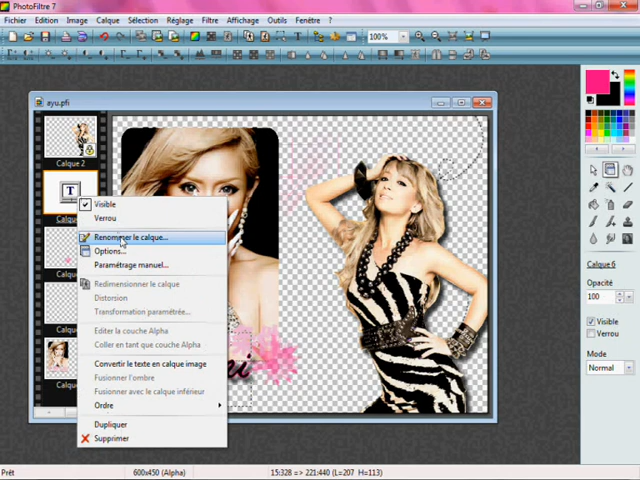 PhotoFiltre 7
Fichier Edition Image Calque Sélection Réglage Filtre Affichage Outils Fenêtre ?
100%
ayu.pfi
Calque 2
T
Visible
Verrou
Renommer le calque...
Options...
Paramétrage manuel...
Redimensionner le calque
Distorsion
Transformation paramétrée...
Editer la couche Alpha
Coller en tant que couche Alpha
Convertir le texte en calque image
Fusionner l'ombre
Fusionner avec le calque inférieur
Ordre
Dupliquer
Supprimer
Calque 6
Opacité
100
Visible
Verrou
Mode
Normal
Prêt 600x450 (Alpha) 15:328 => 221:440 (L=207 H=113)